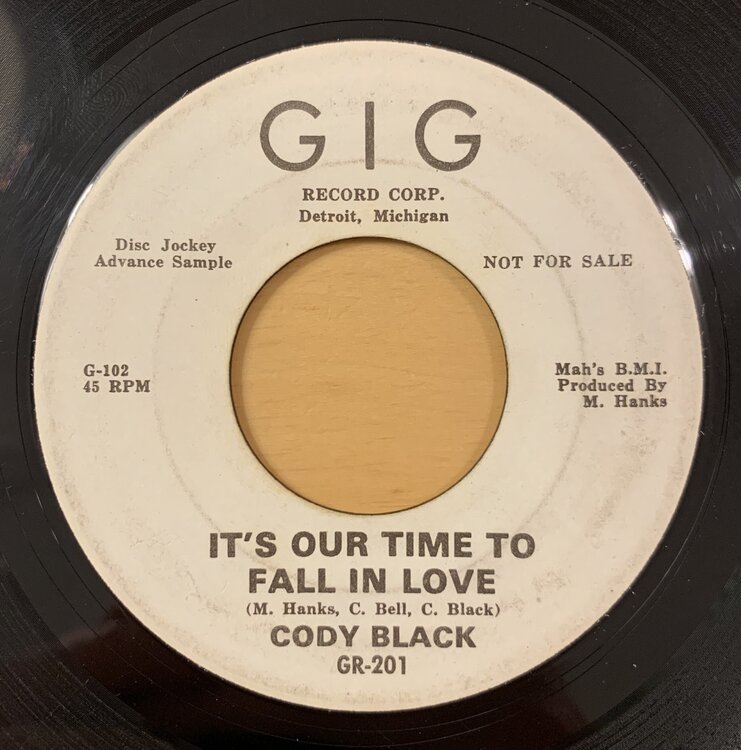 GIG
RECORD CORP.
Detroit, Michigan
Disc Jockey
Advance Sample
NOT FOR SALE
G-102
45 RPM
Mah's B.M.I.
Produced By
M. Hanks
IT'S OUR TIME TO
FALL IN LOVE
(M. Hanks, C. Bell, C. Black)
CODY BLACK
GR-201